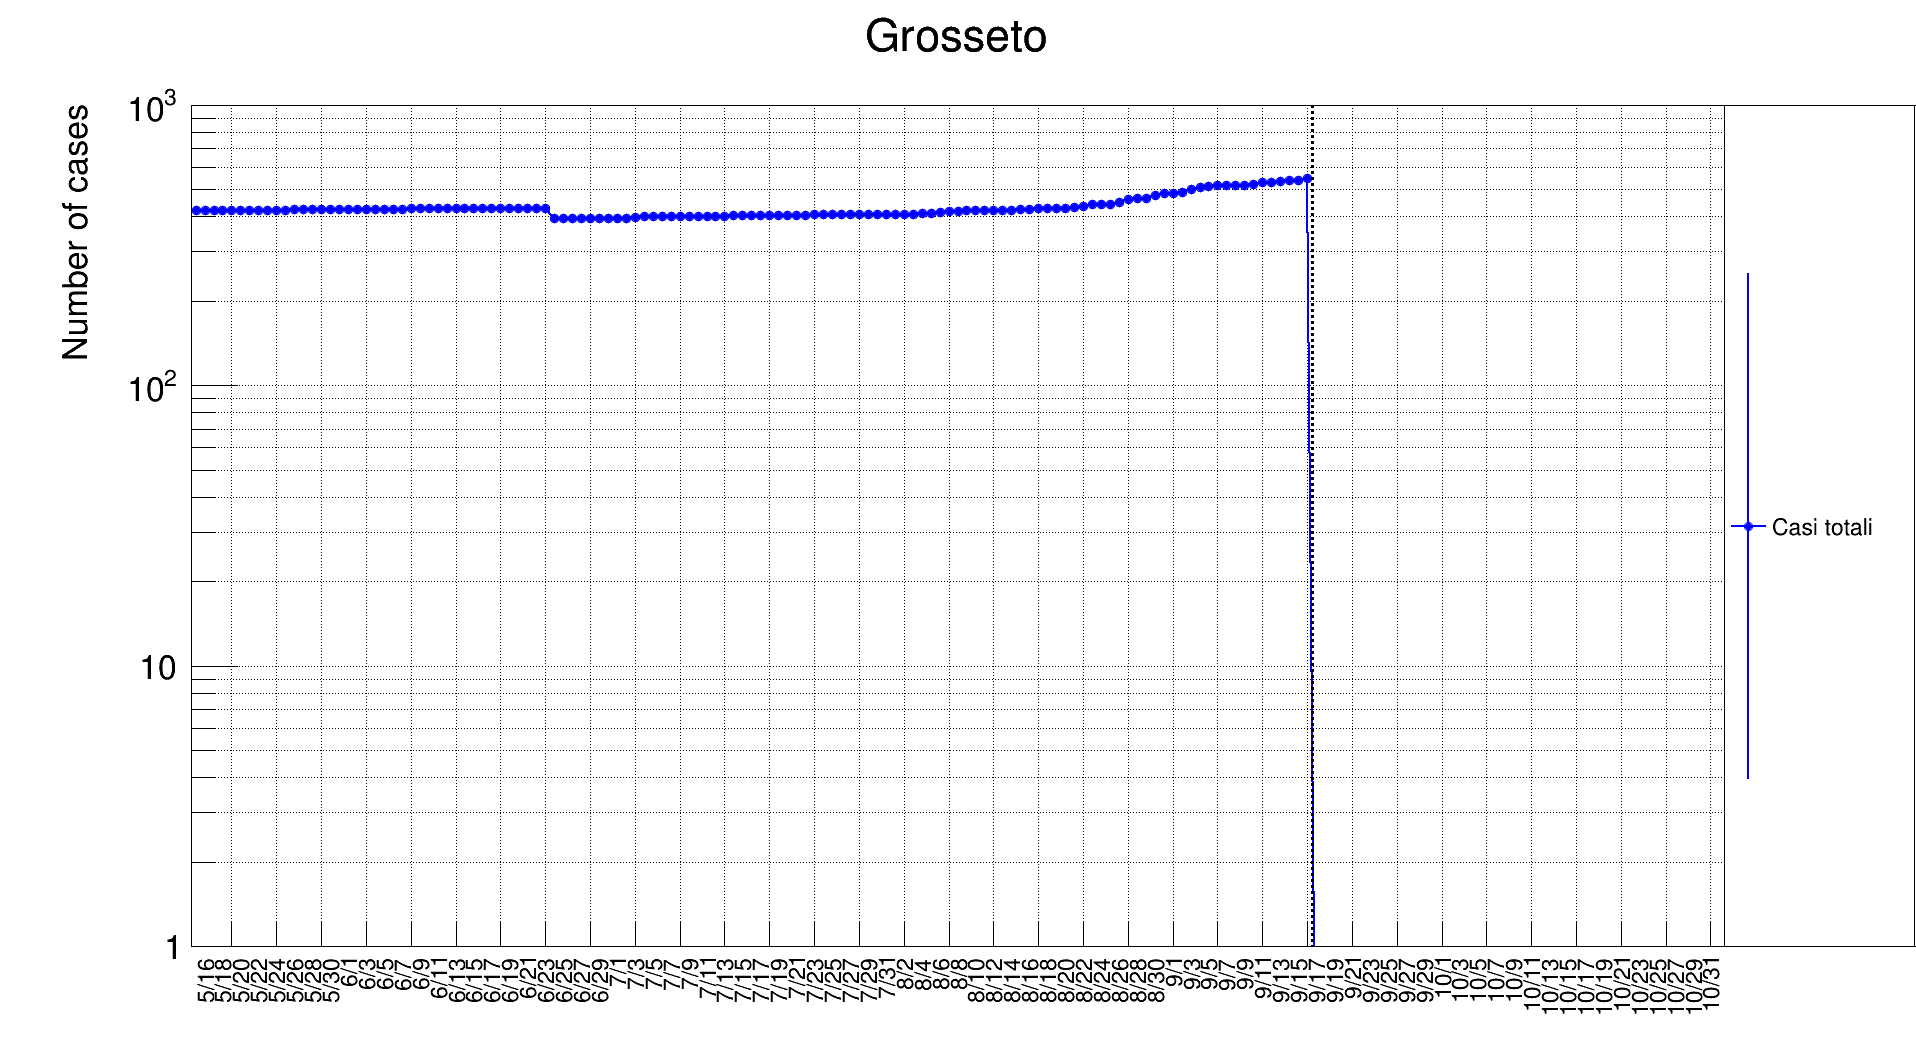 Grosseto
Number of cases
10³
10²
10
1
5/16 5/18 5/20 5/22 5/24 5/26 5/28 5/30 6/1 6/3 6/5 6/7 6/9 6/11 6/13 6/15 6/17 6/19 6/21 6/23 6/25 6/27 6/29 7/1 7/3 7/5 7/7 7/9 7/11 7/13 7/15 7/17 7/19 7/21 7/23 7/25 7/27 7/29 7/31 8/2 8/4 8/6 8/8 8/10 8/12 8/14 8/16 8/18 8/20 8/22 8/24 8/26 8/28 8/30 9/1 9/3 9/5 9/7 9/9 9/11 9/13 9/15 9/17 9/19 9/21 9/23 9/25 9/27 9/29 10/1 10/3 10/5 10/7 10/9 10/11 10/13 10/15 10/17 10/19 10/21 10/23 10/25 10/27 10/29 10/31
Casi totali